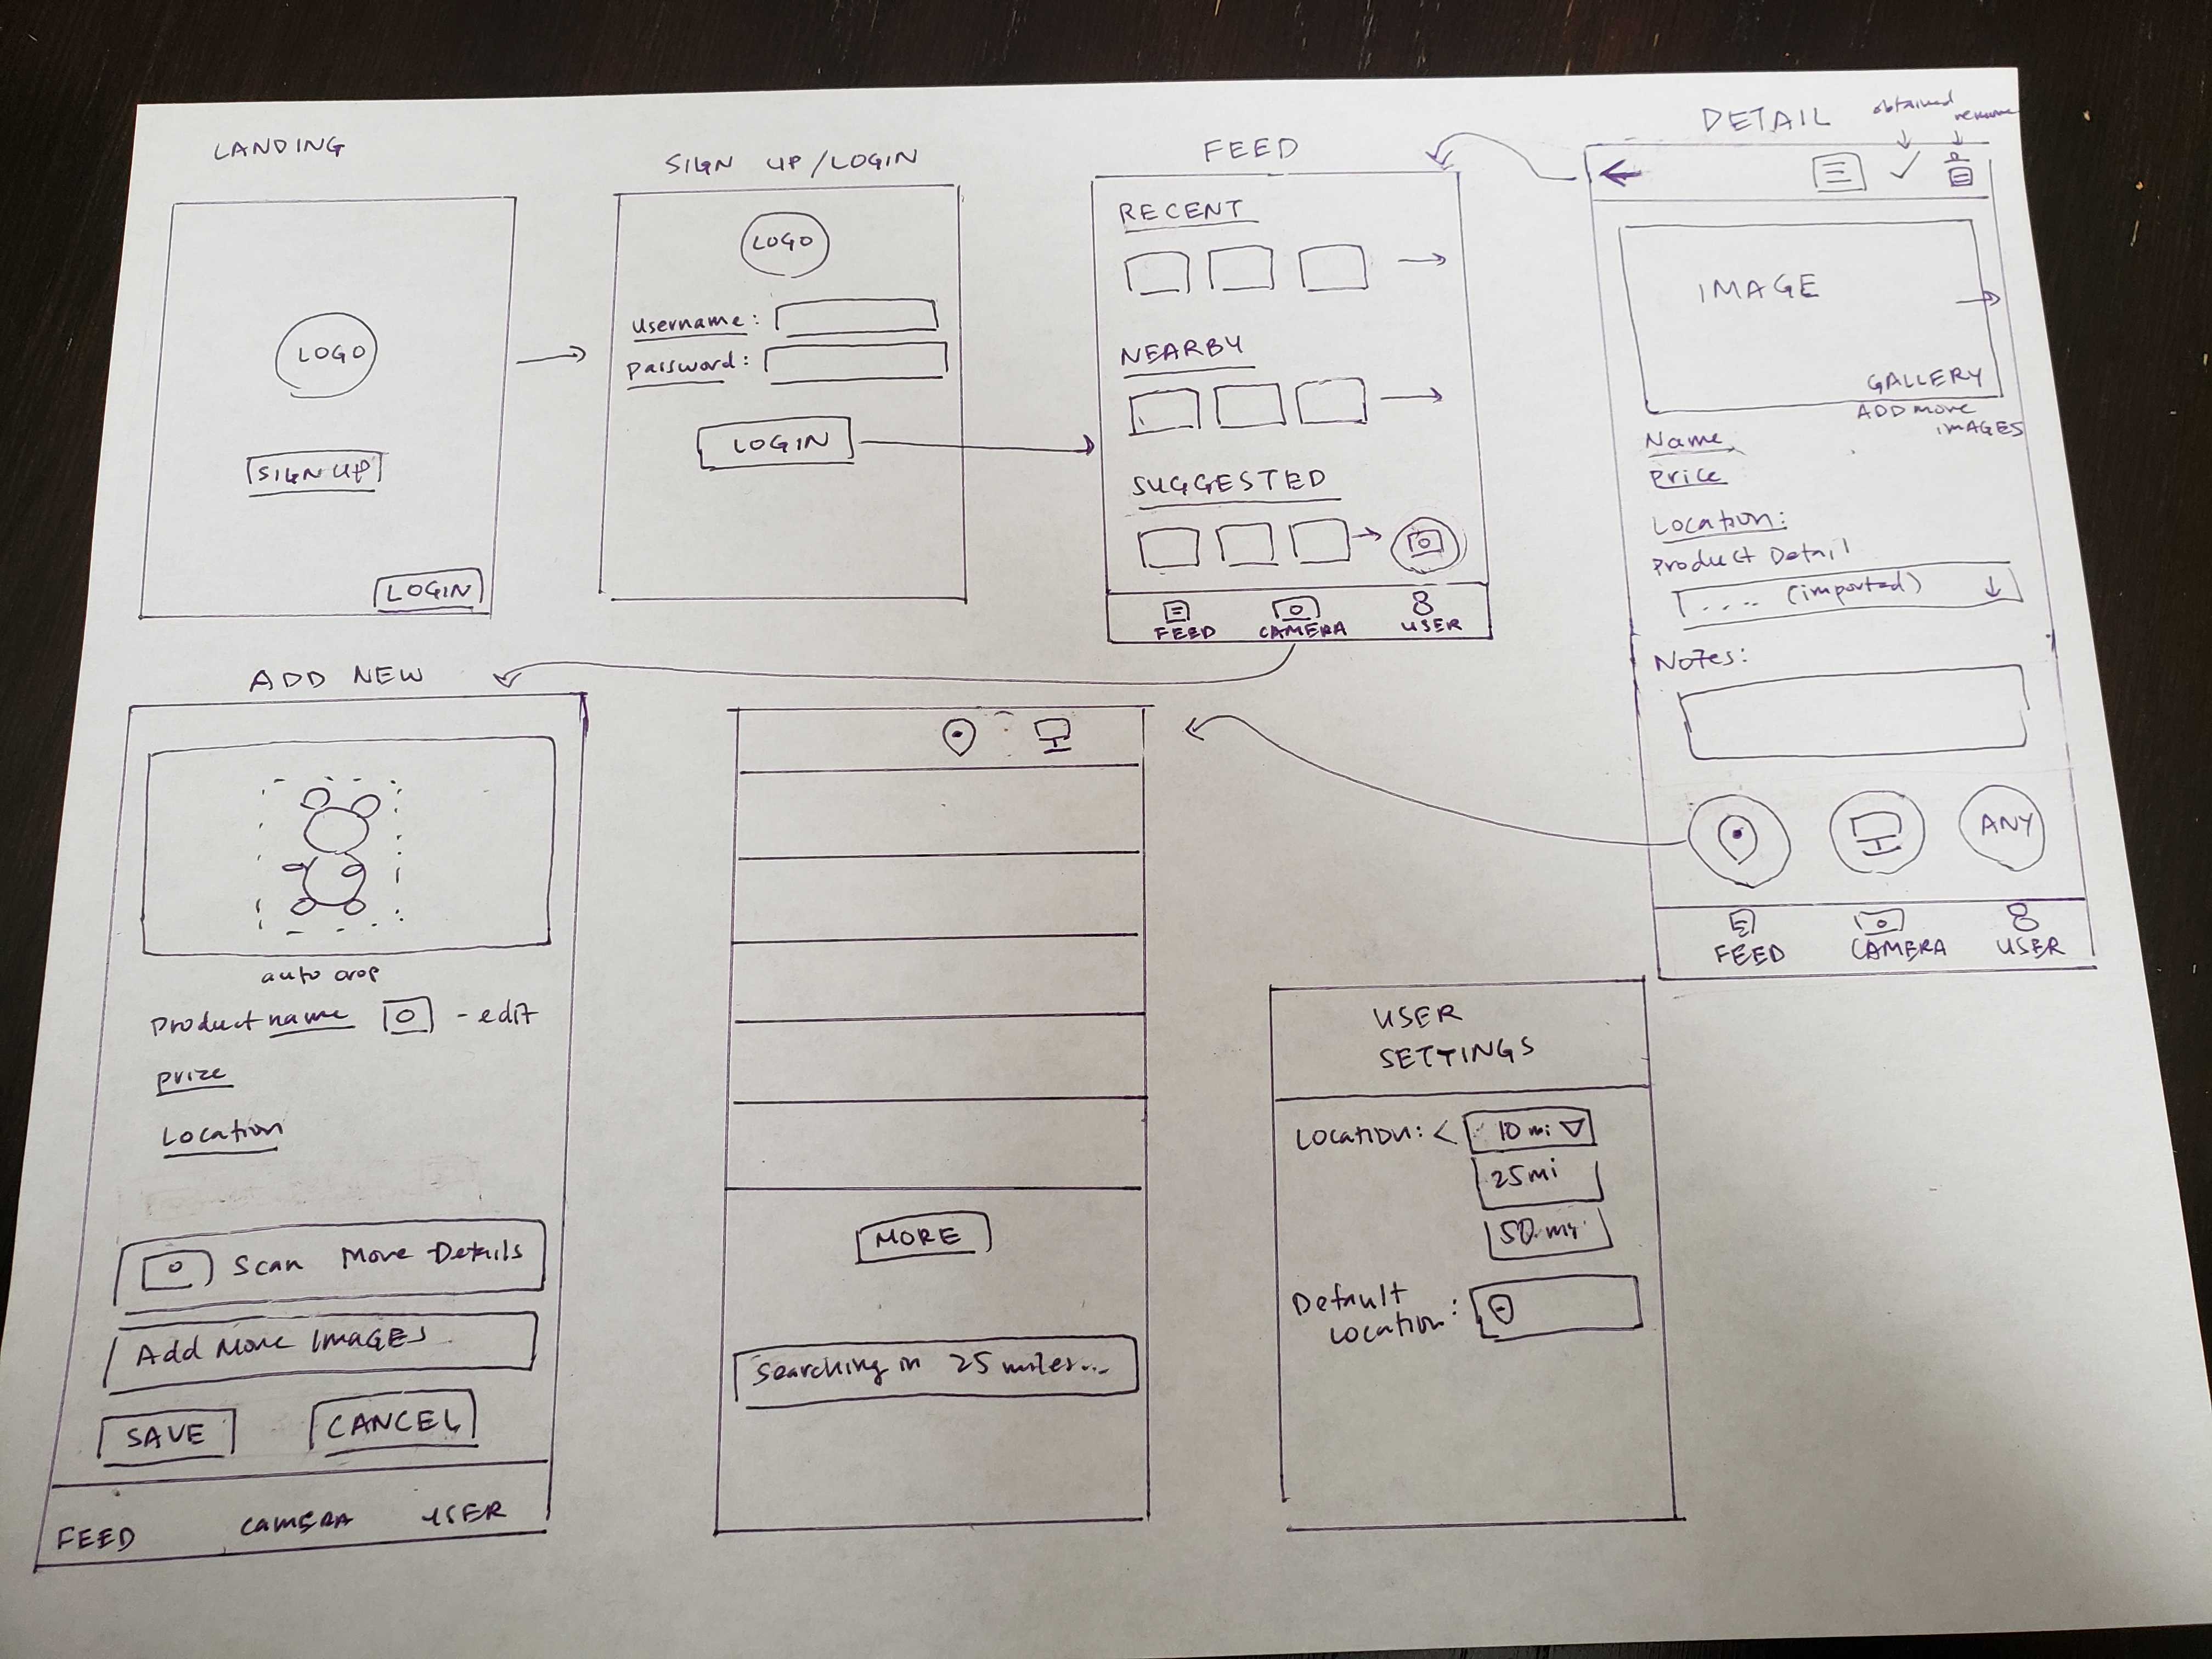 LANDING
LOGO
SIGN UP
LOGIN
SIGN UP/LOGIN
LOGO
username:
password:
LOGIN
FEED
RECENT
NEARBY
SUGGESTED
FEED CAMERA USER
DETAIL
obtained
IMAGE
GALLERY
ADD more
IMAGES
Name
Price
Location:
Product Detail
.... (imported)
Notes:
ANY
FEED CAMERA USER
ADD NEW
auto crop
Product name - edit
Location
Scan More Details
Add More Images
SAVE CANCEL
FEED CAMERA USER
MORE
Searching in 25 miles...
USER
SETTINGS
Location: < 10 mi
25mi
50 mi
Default
Location: